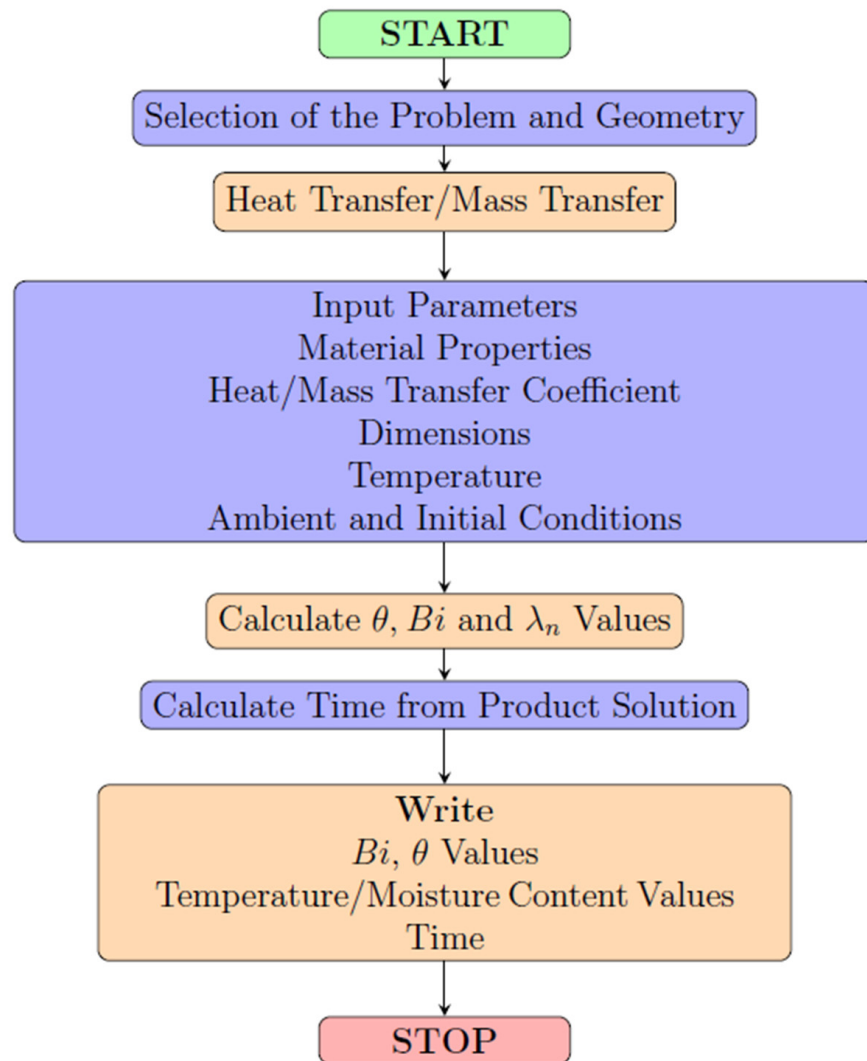 START
Selection of the Problem and Geometry
Heat Transfer/Mass Transfer
Input Parameters
Material Properties
Heat/Mass Transfer Coefficient
Dimensions
Temperature
Ambient and Initial Conditions
Calculate θ, Bi and λₙ Values
Calculate Time from Product Solution
Write
Bi, θ Values
Temperature/Moisture Content Values
Time
STOP